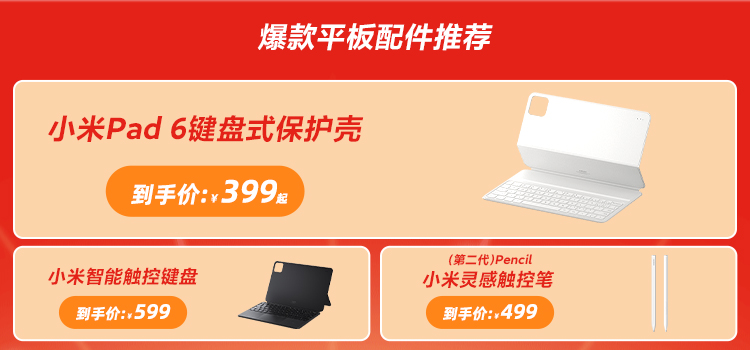 爆款平板配件推荐
小米Pad 6键盘式保护壳
到手价:¥399起
小米智能触控键盘
到手价:¥599
(第二代)Pencil
小米灵感触控笔
到手价:¥499